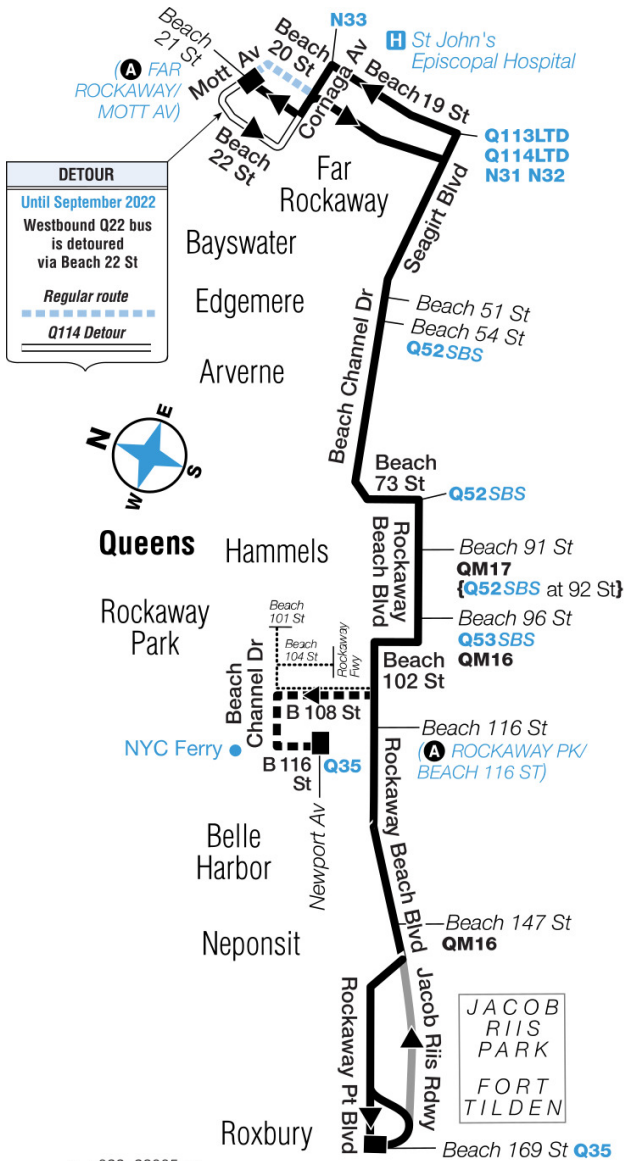 N33
Beach
21 St
Mott Av
Beach
20 St
Cornaga Av
H St John's
Episcopal Hospital
(A FAR
ROCKAWAY/
MOTT AV)
Beach 19 St
Beach
22 St
Q113LTD
Q114LTD
N31 N32
Far
Rockaway
Seagirt Blvd
DETOUR
Until September 2022
Westbound Q22 bus
is detoured
via Beach 22 St
Regular route
Q114 Detour
Bayswater
Edgemere
Beach Channel Dr
Beach 51 St
Beach 54 St
Q52SBS
Arverne
N
E
S
W
Beach
73 St
Q52SBS
Queens
Hammels
Rockaway
Beach Blvd
Beach 91 St
QM17
{Q52SBS at 92 St}
Rockaway
Park
Beach
101 St
Beach
104 St
Rockaway
Fwy
Beach 96 St
Q53SBS
QM16
Beach
102 St
Beach
Channel Dr
B 108 St
Beach 116 St
(A ROCKAWAY PK/
BEACH 116 ST)
NYC Ferry
B 116
St
Q35
Newport Av
Rockaway Beach Blvd
Belle
Harbor
Beach 147 St
QM16
Neponsit
Rockaway Pt Blvd
Jacob Riis Rdwy
JACOB
RIIS
PARK
FORT
TILDEN
Roxbury
Beach 169 St Q35